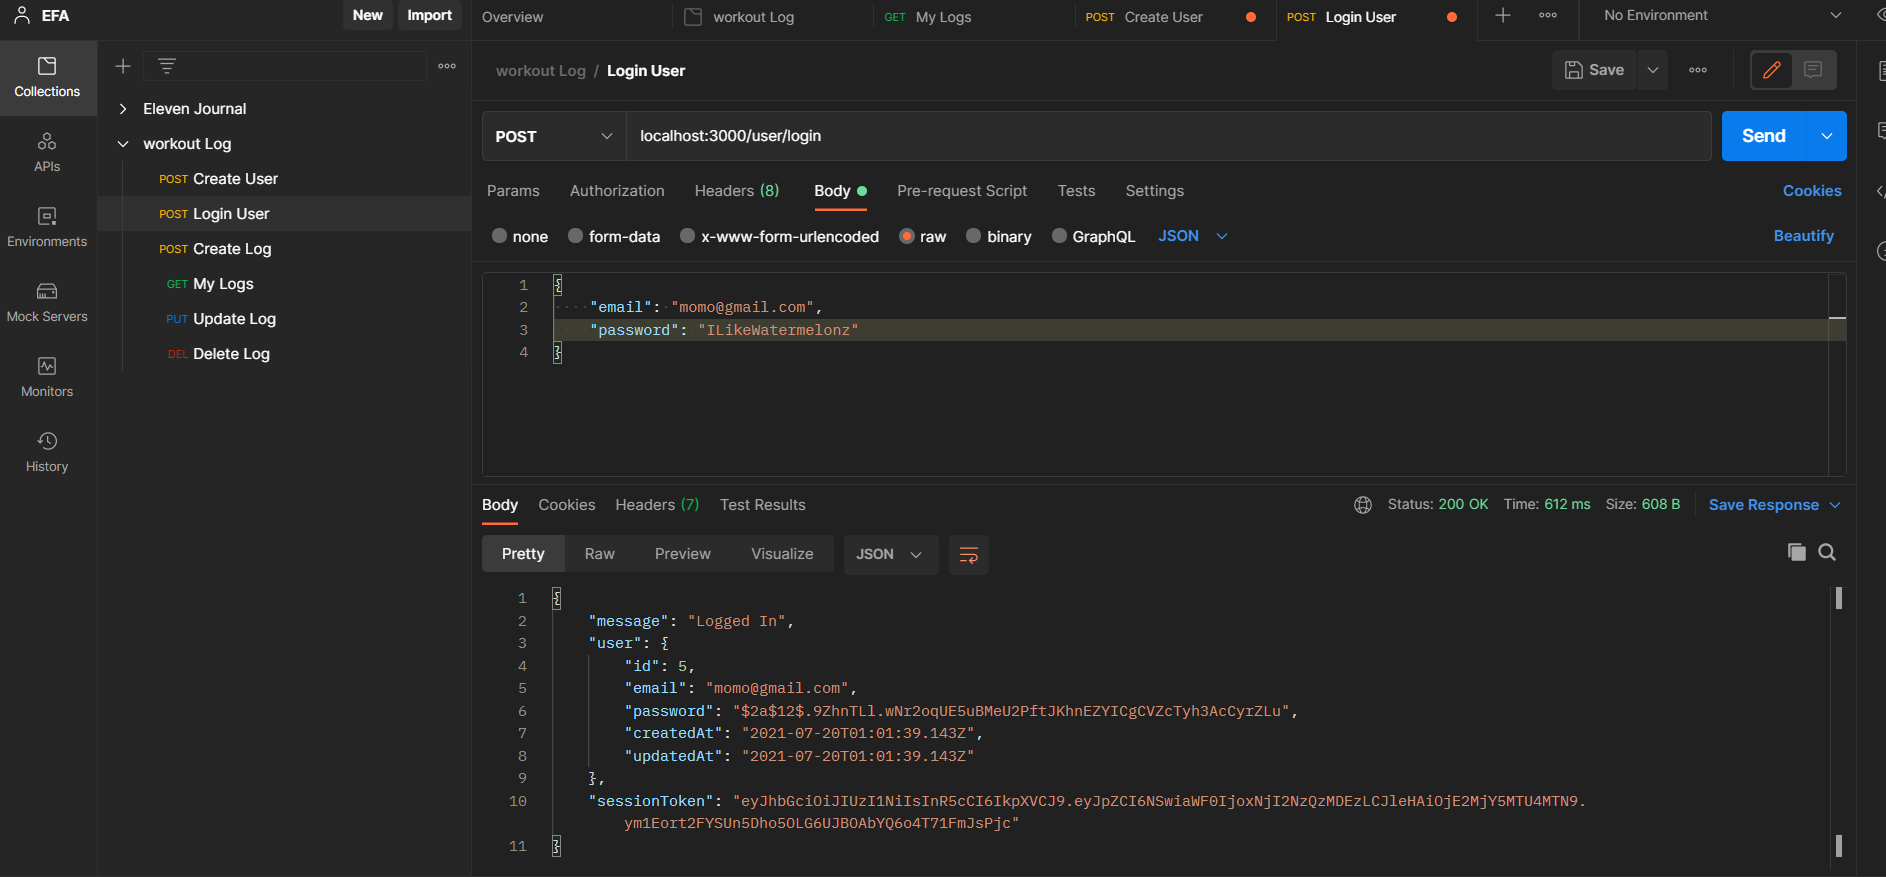 EFA New Import Overview workout Log GET My Logs POST Create User POST Login User No Environment
Collections
APIs
Environments
Mock Servers
Monitors
History
Eleven Journal
workout Log
POST Create User
POST Login User
POST Create Log
GET My Logs
PUT Update Log
DEL Delete Log
workout Log / Login User Save
POST localhost:3000/user/login Send
Params Authorization Headers (8) Body Pre-request Script Tests Settings Cookies
none form-data x-www-form-urlencoded raw binary GraphQL JSON Beautify
1 {
2 "email": "momo@gmail.com",
3 "password": "ILikeWatermelonz"
4 }
Body Cookies Headers (7) Test Results Status: 200 OK Time: 612 ms Size: 608 B Save Response
Pretty Raw Preview Visualize JSON
1 {
2 "message": "Logged In",
3 "user": {
4 "id": 5,
5 "email": "momo@gmail.com",
6 "password": "$2a$12$.9ZhnTLl.wNr2oqUE5uBMeU2PftJKhnEZYICgCVZcTyh3AcCyrZLu",
7 "createdAt": "2021-07-20T01:01:39.143Z",
8 "updatedAt": "2021-07-20T01:01:39.143Z"
9 },
10 "sessionToken": "eyJhbGciOiJIUzI1NiIsInR5cCI6IkpXVCJ9.eyJpZCI6NSwiaWF0IjoxNjI2NzQzMDEzLCJleHAiOjE2MjY5MTU4MTN9.
ym1Eort2FYSUn5Dho5OLG6UJBOAbYQ6o4T71FmJsPjc"
11 }